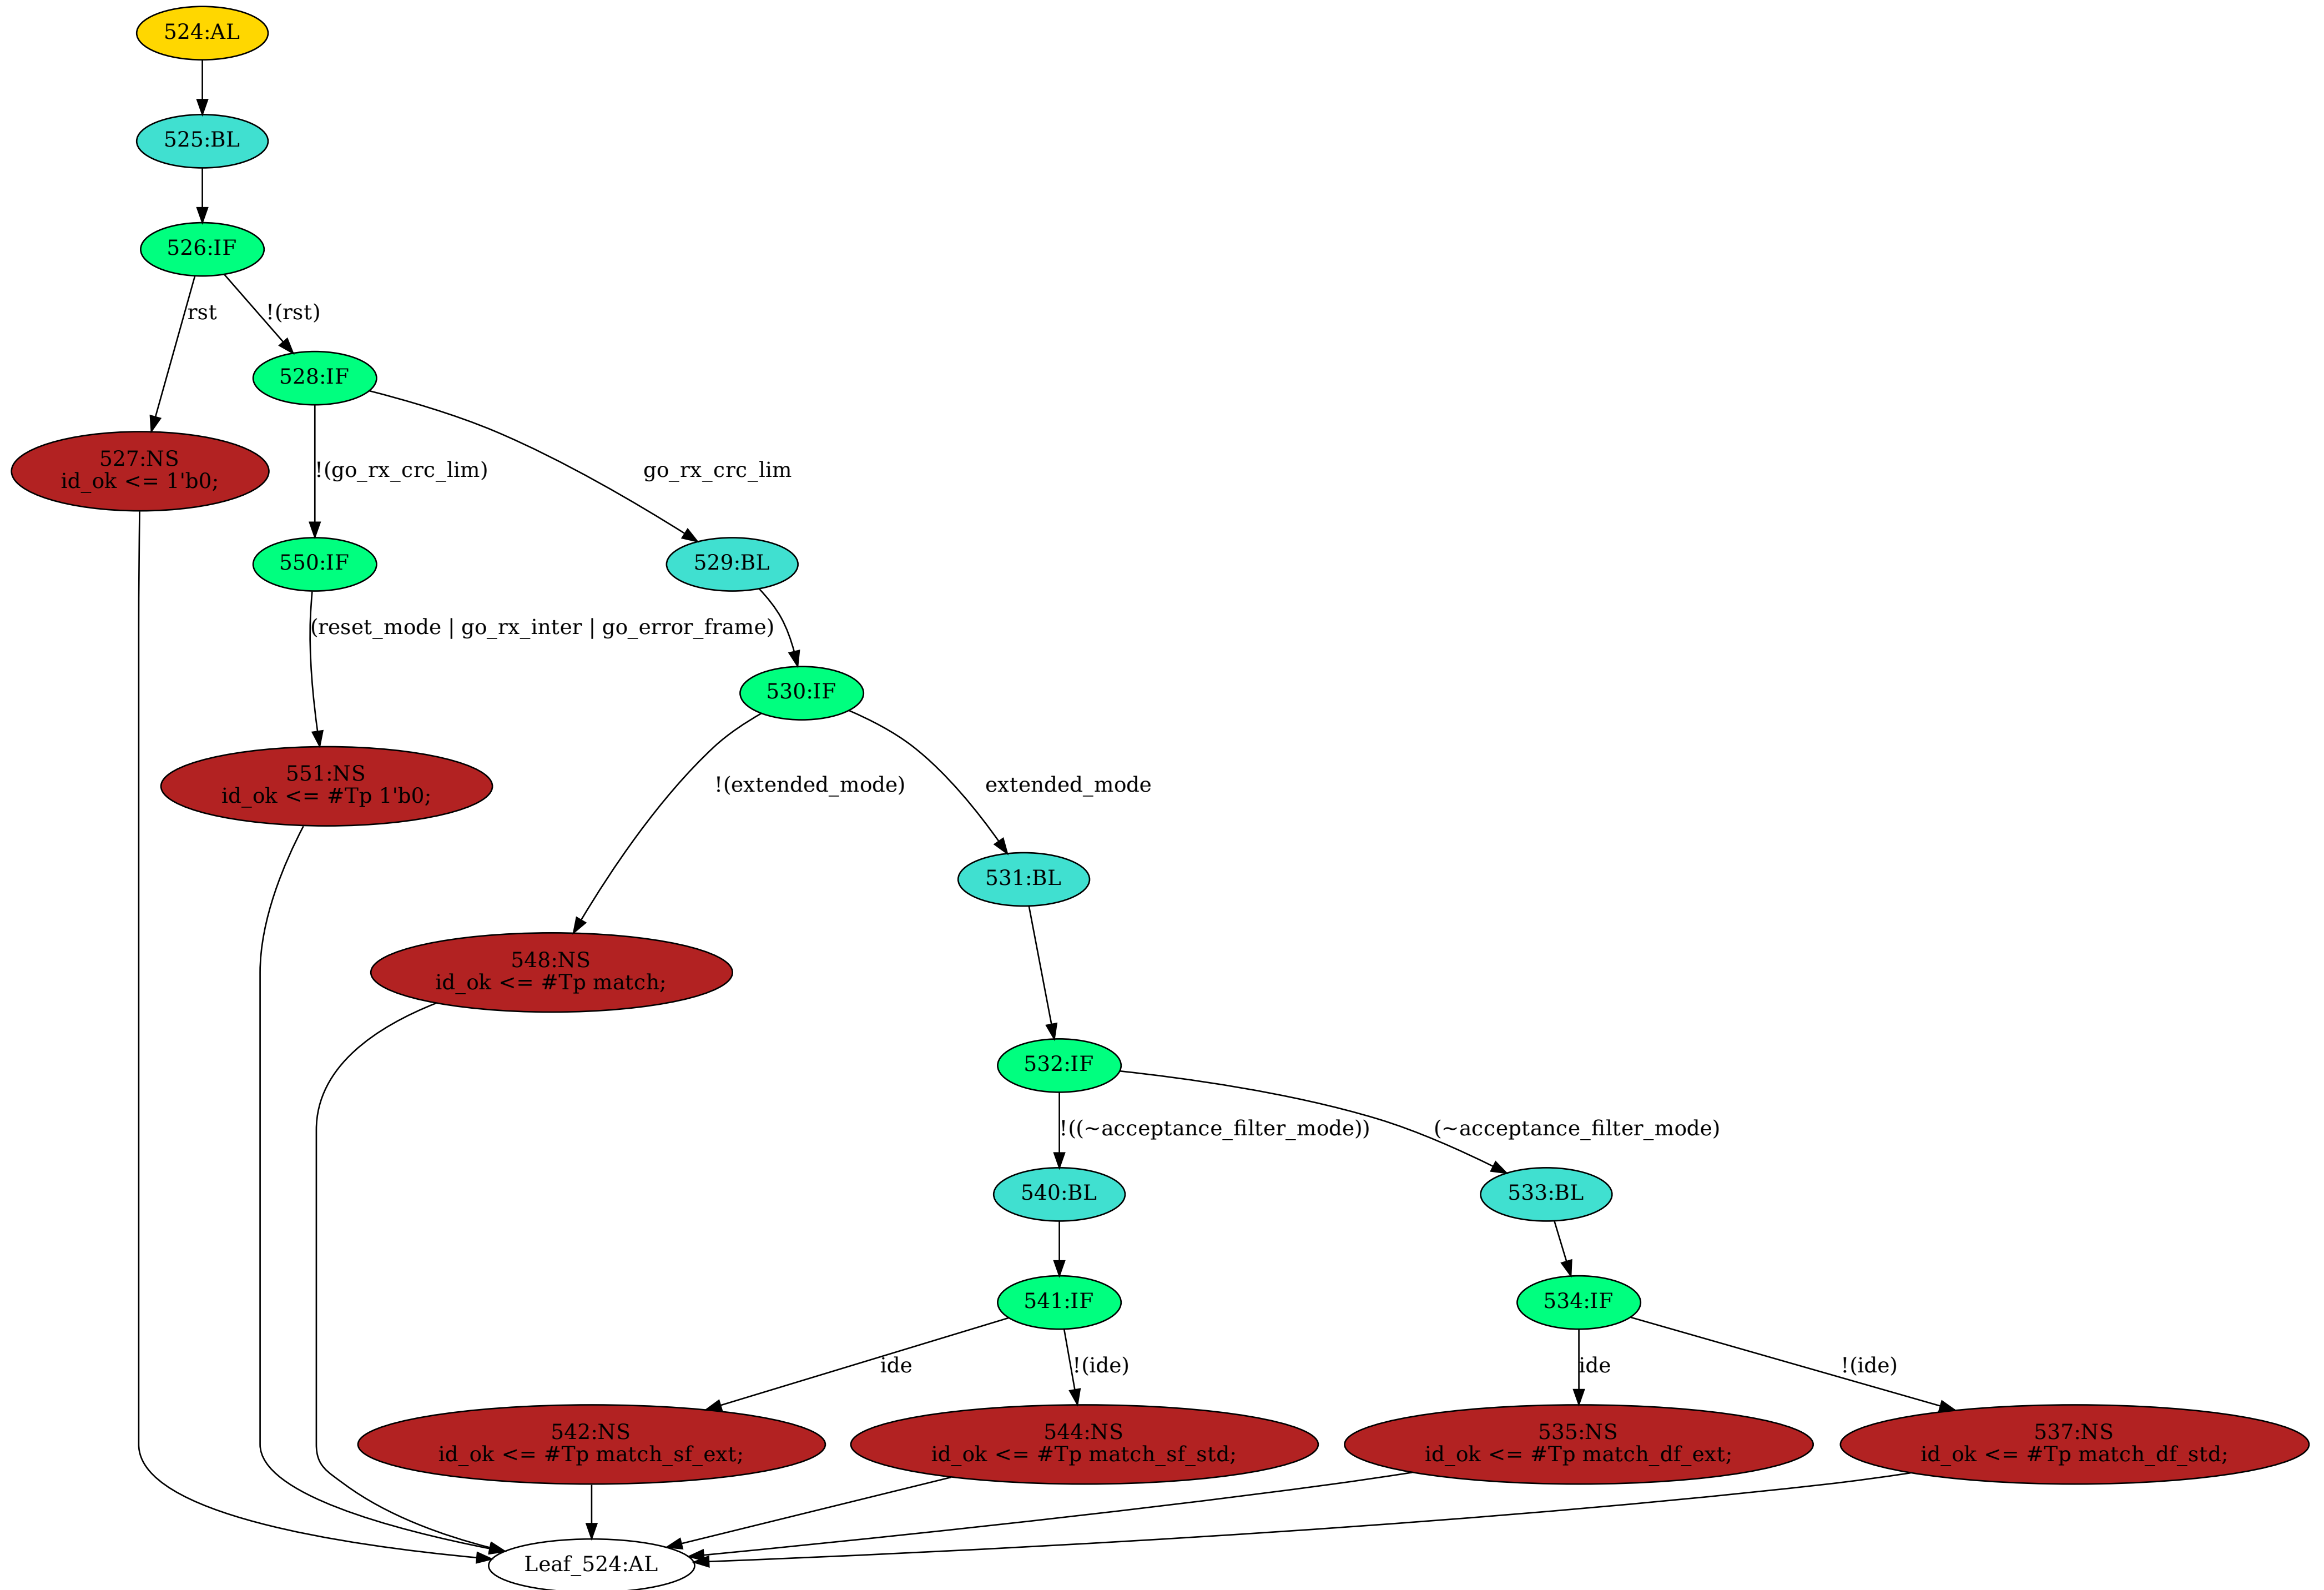 524:AL
525:BL
526:IF
rst
!(rst)
528:IF
527:NS
id_ok <= 1'b0;
!(go_rx_crc_lim)
go_rx_crc_lim
550:IF
529:BL
(reset_mode | go_rx_inter | go_error_frame)
530:IF
551:NS
id_ok <= #Tp 1'b0;
!(extended_mode)
extended_mode
531:BL
548:NS
id_ok <= #Tp match;
532:IF
!((~acceptance_filter_mode))
(~acceptance_filter_mode)
540:BL
533:BL
541:IF
534:IF
ide
!(ide)
ide
!(ide)
542:NS
id_ok <= #Tp match_sf_ext;
544:NS
id_ok <= #Tp match_sf_std;
535:NS
id_ok <= #Tp match_df_ext;
537:NS
id_ok <= #Tp match_df_std;
Leaf_524:AL